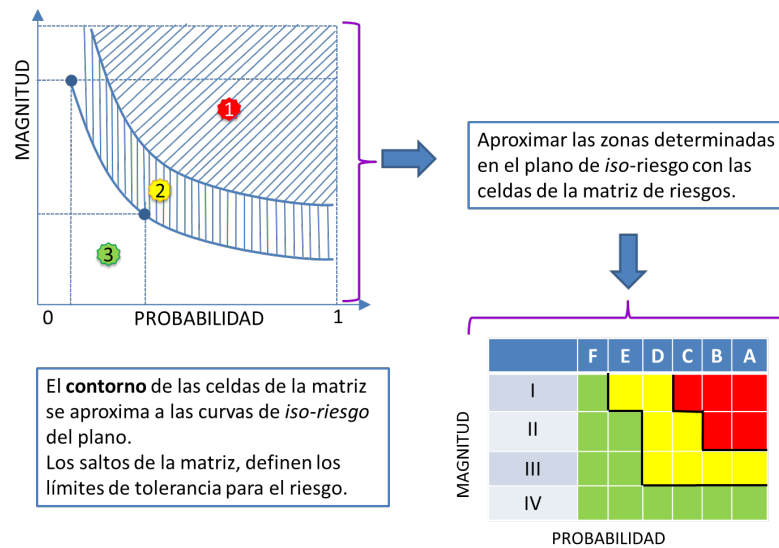 MAGNITUD
1
2
3
0
PROBABILIDAD
1
Aproximar las zonas determinadas
en el plano de iso-riesgo con las
celdas de la matriz de riesgos.
El contorno de las celdas de la matriz
se aproxima a las curvas de iso-riesgo
del plano.
Los saltos de la matriz, definen los
límites de tolerancia para el riesgo.
F E D C B A
I
II
III
IV
MAGNITUD
PROBABILIDAD